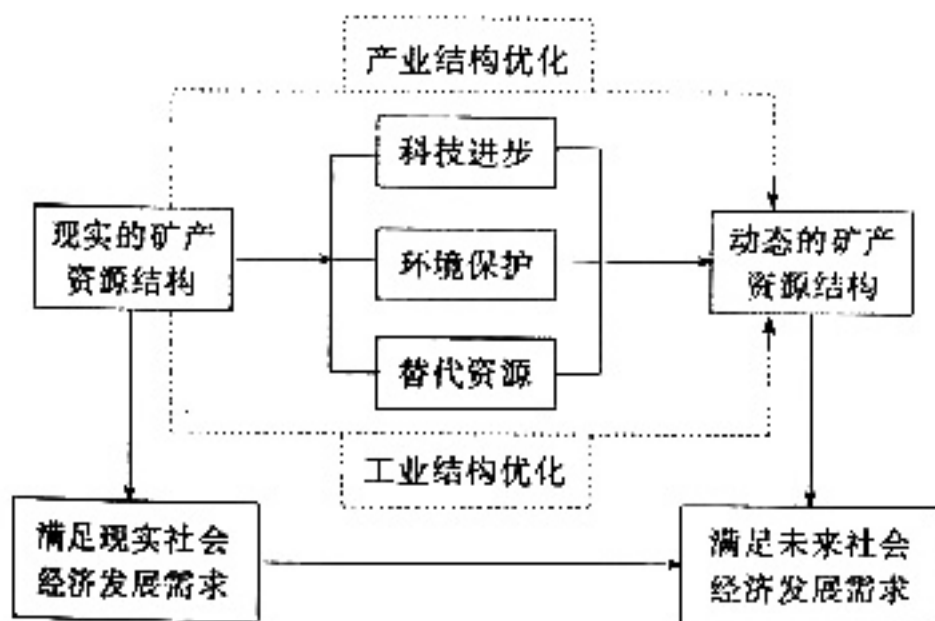 产业结构优化
科技进步
现实的矿产
资源结构
环境保护
动态的矿产
资源结构
替代资源
工业结构优化
满足现实社会
经济发展需求
满足未来社会
经济发展需求